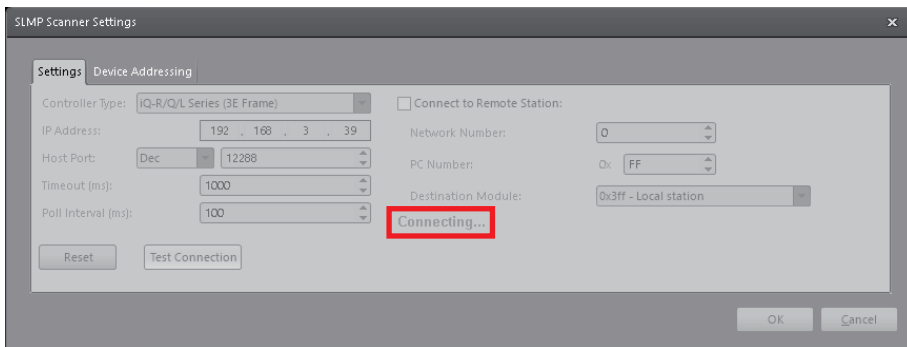 SLMP Scanner Settings
Settings Device Addressing
Controller Type: iQ-R/Q/L Series (3E Frame)
Connect to Remote Station:
IP Address: 192 . 168 . 3 . 39
Network Number: 0
Host Port: Dec 12288
PC Number: 0x FF
Timeout (ms): 1000
Destination Module: 0x3ff - Local station
Poll Interval (ms): 100
Connecting...
Reset Test Connection
OK Cancel